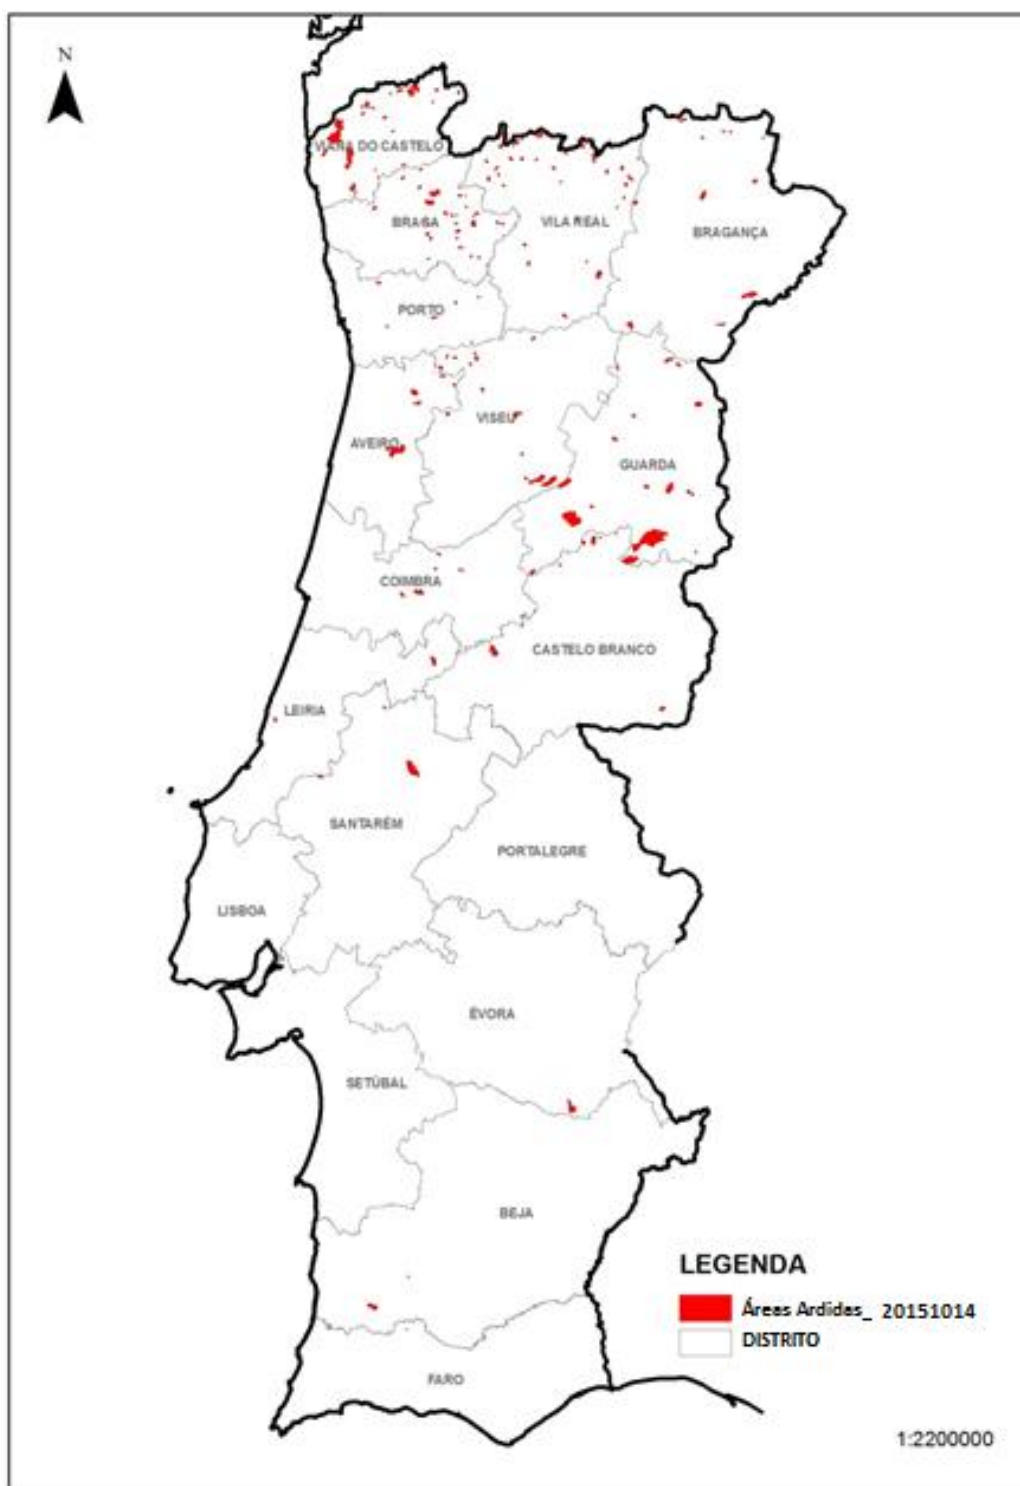 N
VIANA DO CASTELO
BRAGA
VILA REAL
BRAGANÇA
PORTO
VISEU
AVEIRO
GUARDA
COIMBRA
CASTELO BRANCO
LEIRIA
SANTARÉM
PORTALEGRE
LISBOA
ÉVORA
SETÚBAL
BEJA
LEGENDA
Áreas Ardidas_ 20151014
DISTRITO
FARO
1:2200000